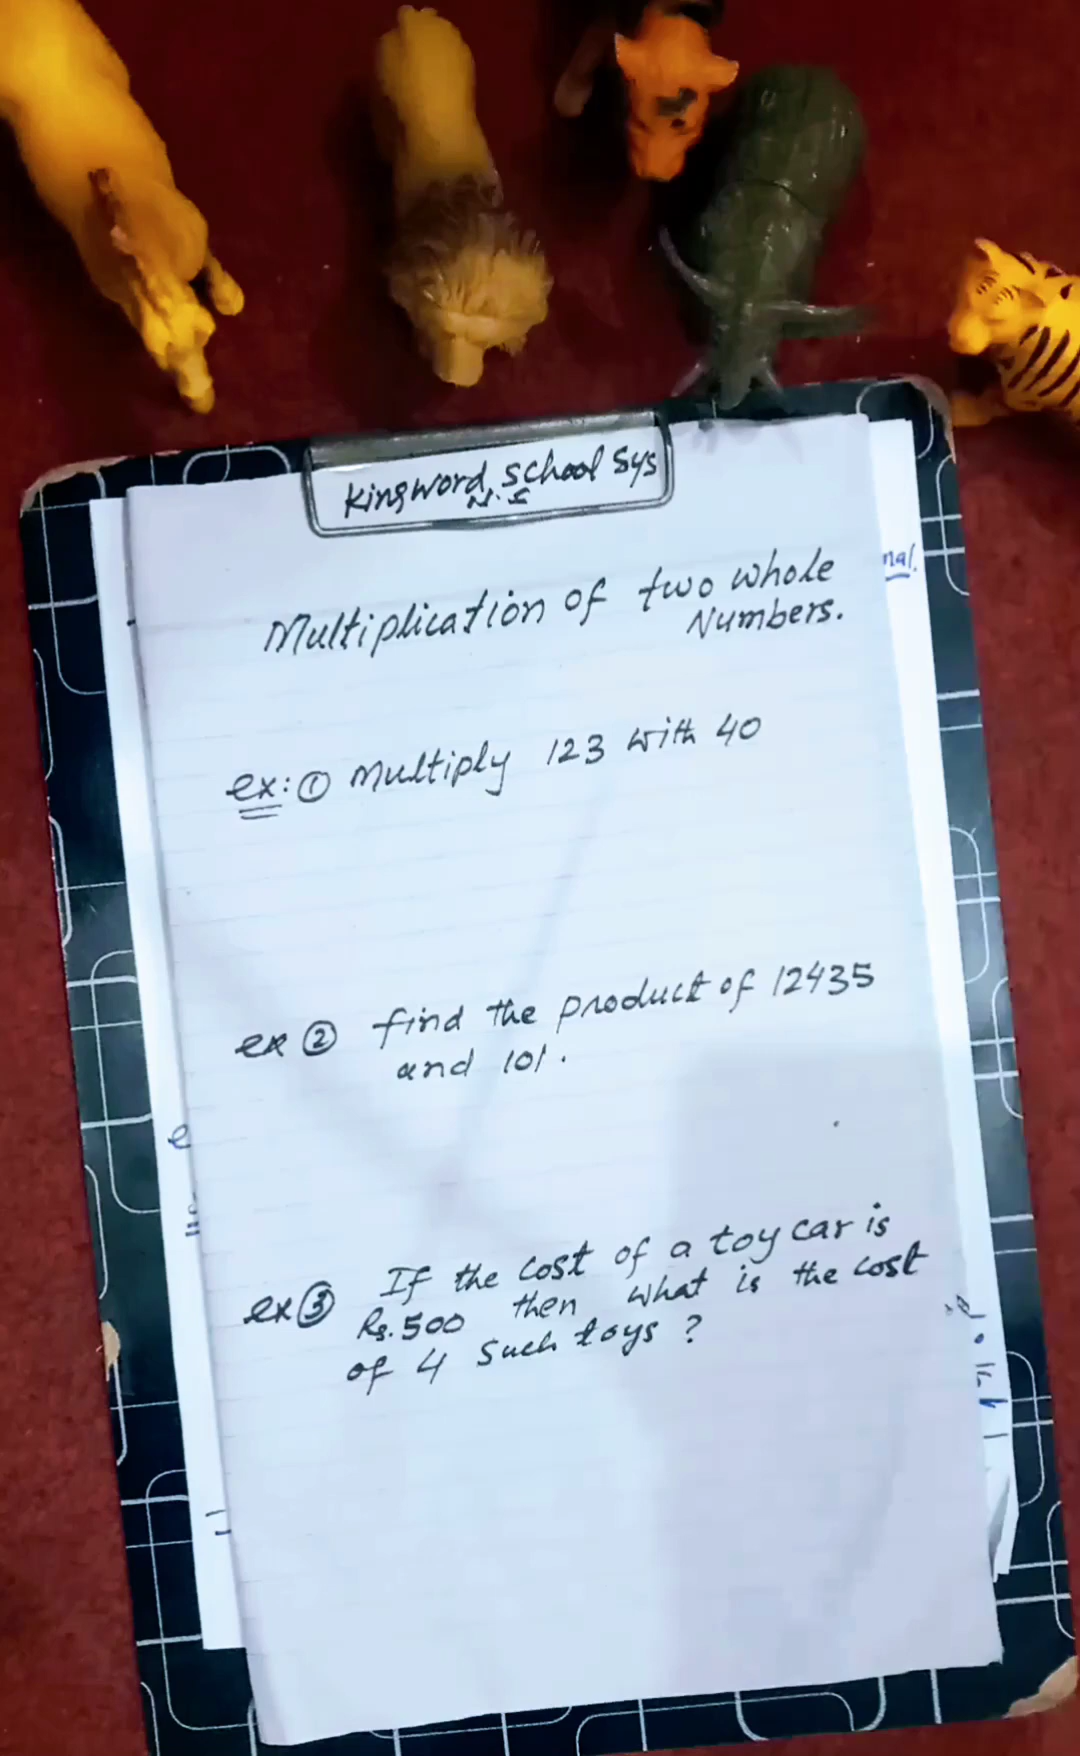 Kingword School Sys
N.I
Multiplication of two whole
Numbers.
nal.
ex: ① Multiply 123 with 40
ex ② find the product of 12435
and 101.
ex ③ If the cost of a toy car is
Rs. 500 then what is the cost
of 4 such toys ?